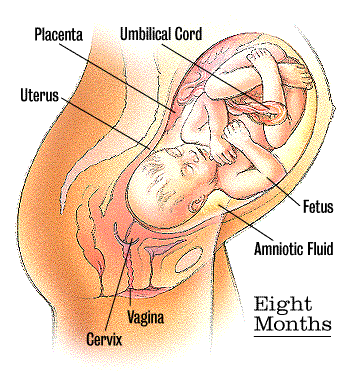 Placenta
Umbilical Cord
Uterus
Fetus
Amniotic Fluid
Vagina
Cervix
Eight
Months